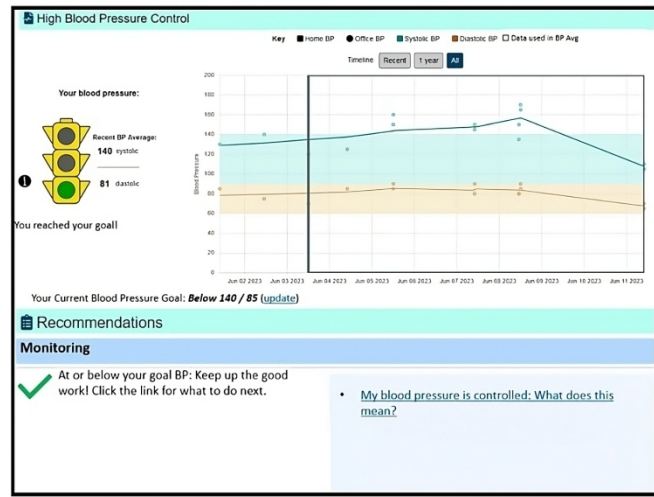 High Blood Pressure Control
Key Home BP Office BP Systolic BP Diastolic BP Data used in BP Avg
Timeline Recent 1 year All
Your blood pressure:
Recent BP Average:
140 systolic
81 diastolic
You reached your goal!
Blood Pressure
200
180
160
140
120
100
80
60
40
20
0
Jun 02 2023 Jun 03 2023 Jun 04 2023 Jun 05 2023 Jun 06 2023 Jun 07 2023 Jun 08 2023 Jun 09 2023 Jun 10 2023 Jun 11 2023
Your Current Blood Pressure Goal: Below 140 / 85 (update)
Recommendations
Monitoring
At or below your goal BP: Keep up the good
work! Click the link for what to do next.
• My blood pressure is controlled: What does this
mean?